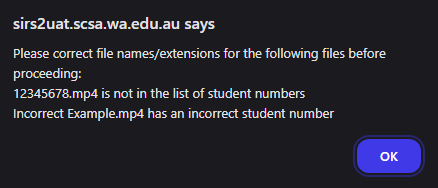 sirs2uat.scsa.wa.edu.au says
Please correct file names/extensions for the following files before
proceeding:
12345678.mp4 is not in the list of student numbers
Incorrect Example.mp4 has an incorrect student number
OK